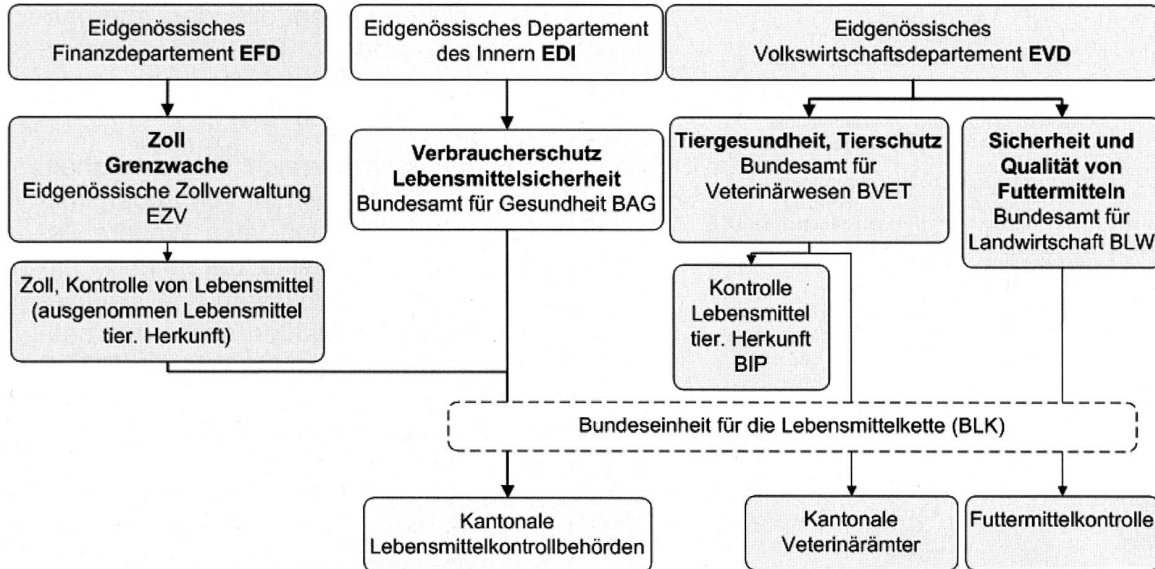 Eidgenössisches
Finanzdepartement EFD
Eidgenössisches Departement
des Innern EDI
Eidgenössisches
Volkswirtschaftsdepartement EVD
Zoll
Grenzwache
Eidgenössische Zollverwaltung
EZV
Verbraucherschutz
Lebensmittelsicherheit
Bundesamt für Gesundheit BAG
Tiergesundheit, Tierschutz
Bundesamt für
Veterinärwesen BVET
Sicherheit und
Qualität von
Futtermitteln
Bundesamt für
Landwirtschaft BLW
Zoll, Kontrolle von Lebensmittel
(ausgenommen Lebensmittel
tier. Herkunft)
Kontrolle
Lebensmittel
tier. Herkunft
BIP
Bundeseinheit für die Lebensmittelkette (BLK)
Kantonale
Lebensmittelkontrollbehörden
Kantonale
Veterinärämter
Futtermittelkontrolle